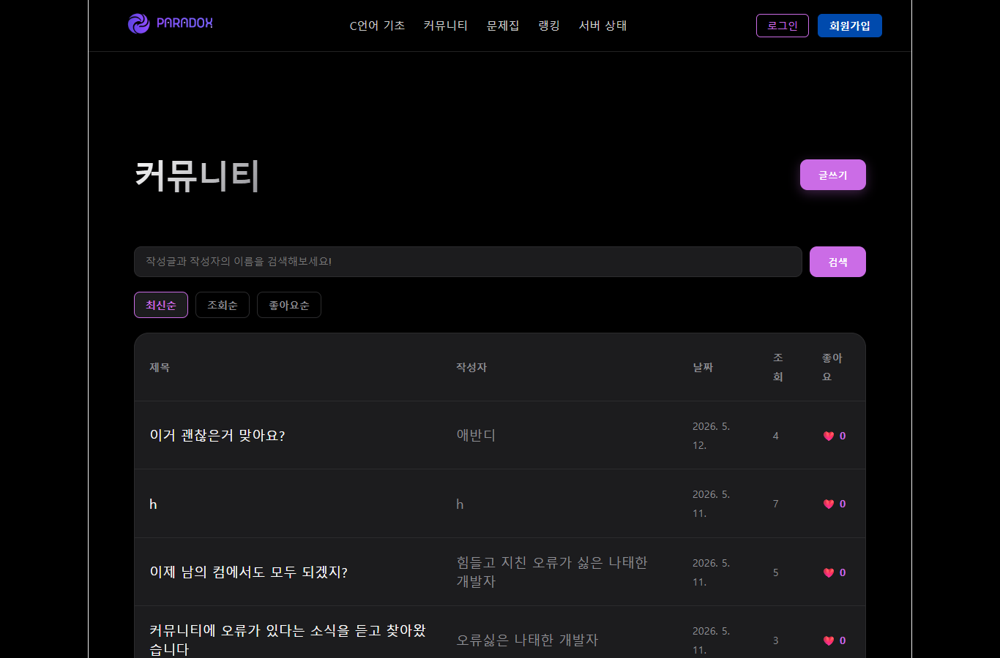 PARADOX
C언어 기초 커뮤니티 문제집 랭킹 서버 상태
로그인 회원가입
커뮤니티
글쓰기
작성글과 작성자의 이름을 검색해보세요!
검색
최신순 조회순 좋아요순
제목 작성자 날짜 조
회 좋아
요
이거 괜찮은거 맞아요? 애반디 2026. 5.
12. 4 0
h h 2026. 5.
11. 7 0
이제 남의 컴에서도 모두 되겠지? 힘들고 지친 오류가 싫은 나태한
개발자 2026. 5.
11. 5 0
커뮤니티에 오류가 있다는 소식을 듣고 찾아왔
습니다 오류싫은 나태한 개발자 2026. 5.
11. 3 0